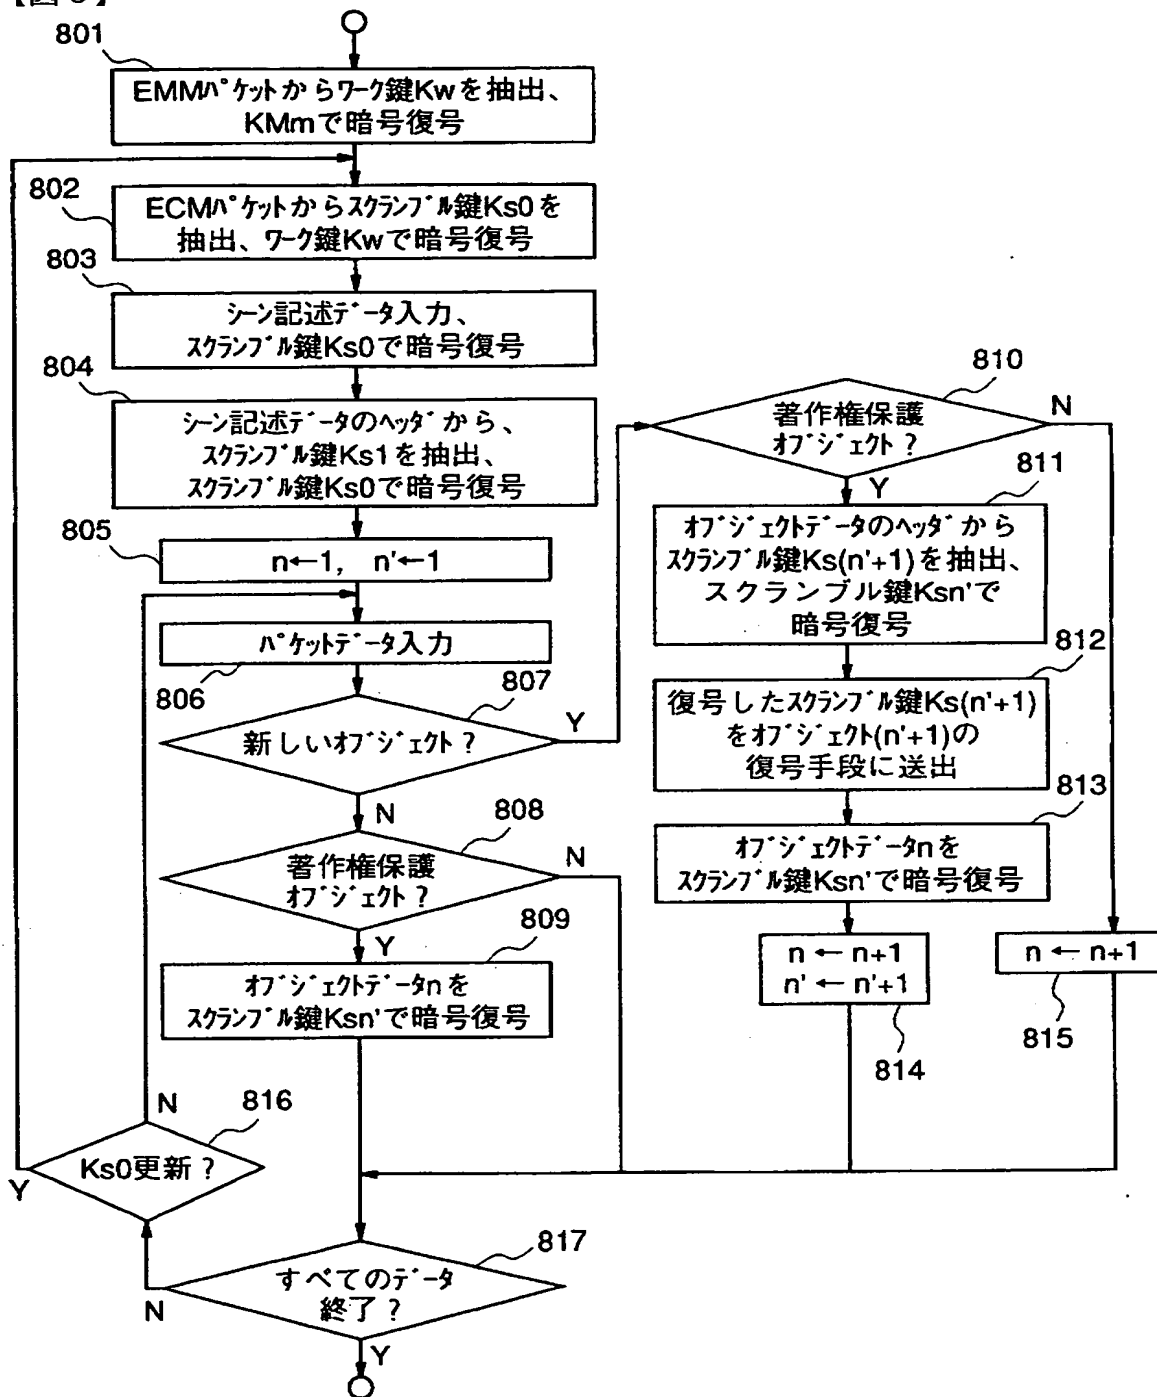 801
EMMパケットからワーク鍵Kwを抽出、
KMmで暗号復号
802
ECMパケットからスクランブル鍵Ks0を
抽出、ワーク鍵Kwで暗号復号
803
シーン記述データ入力、
スクランブル鍵Ks0で暗号復号
804
シーン記述データのヘッダから、
スクランブル鍵Ks1を抽出、
スクランブル鍵Ks0で暗号復号
805
n←1, n'←1
パケットデータ入力
806
807
新しいオブジェクト?
Y
N
808
著作権保護
オブジェクト?
N
Y
809
オブジェクトデータnを
スクランブル鍵Ksn'で暗号復号
810
著作権保護
オブジェクト?
N
Y
811
オブジェクトデータのヘッダから
スクランブル鍵Ks(n'+1)を抽出、
スクランブル鍵Ksn'で
暗号復号
812
復号したスクランブル鍵Ks(n'+1)
をオブジェクト(n'+1)の
復号手段に送出
813
オブジェクトデータnを
スクランブル鍵Ksn'で暗号復号
n ← n+1
n' ← n'+1
814
n ← n+1
815
N
816
Ks0更新?
Y
817
すべてのデータ
終了?
N
Y